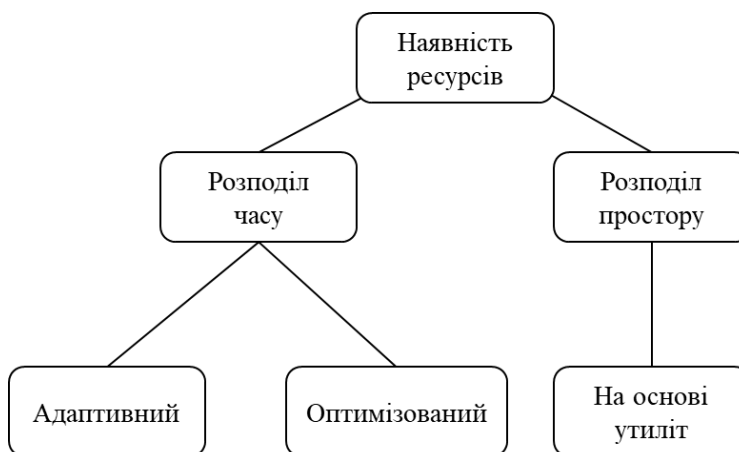 Наявність
ресурсів
Розподіл
часу
Розподіл
простору
Адаптивний
Оптимізований
На основі
утиліт